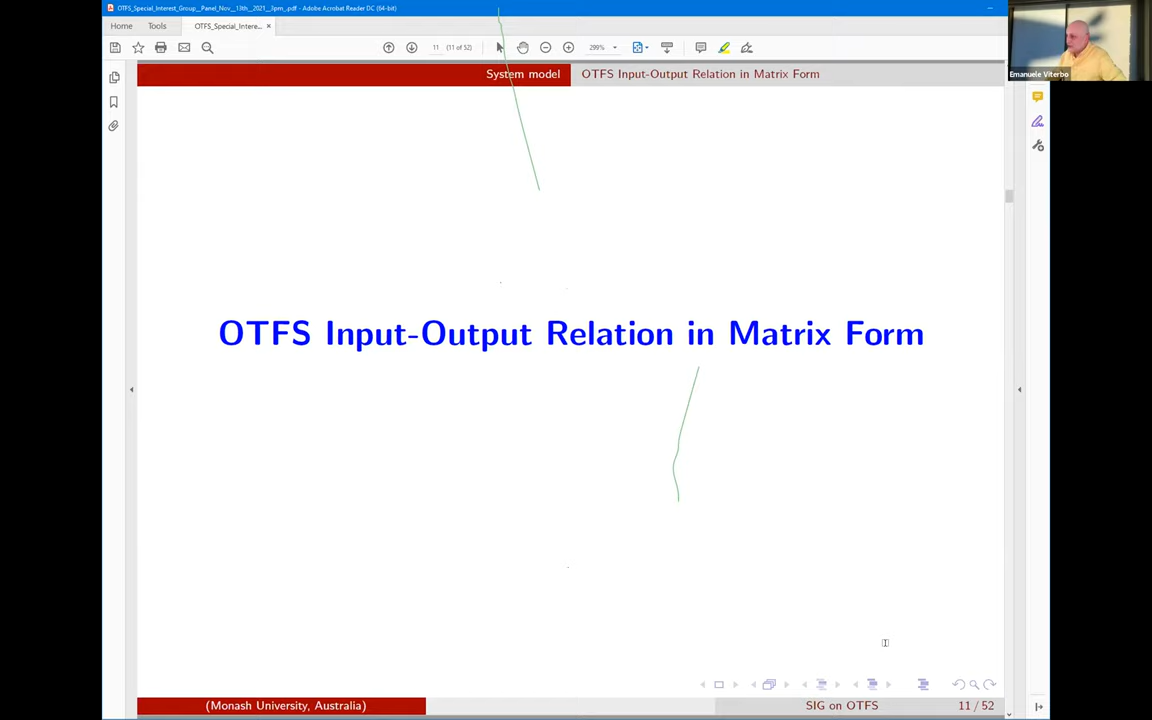 OTFS_Special_Interest_Group__Panel_Nov__13th__2021__3pm_.pdf - Adobe Acrobat Reader DC (64-bit)
Home Tools OTFS_Special_Intere... ×
11 (11 of 52) 299%
System model OTFS Input-Output Relation in Matrix Form
Emanuele Viterbo
OTFS Input-Output Relation in Matrix Form
(Monash University, Australia) SIG on OTFS 11 / 52